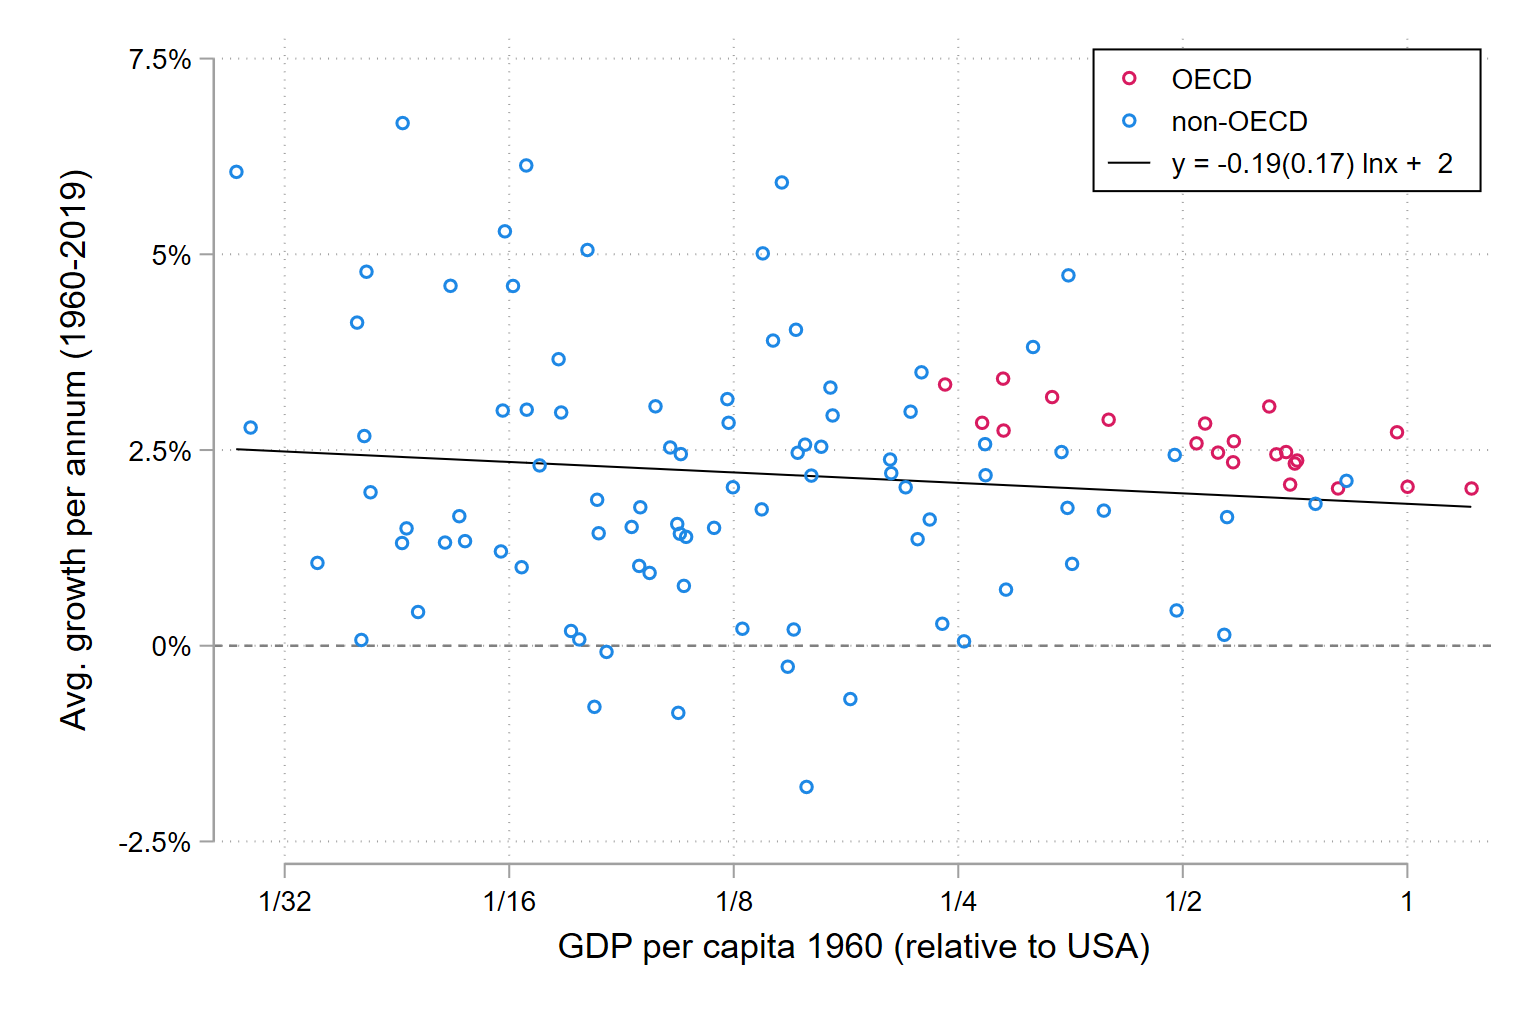 7.5%
5%
2.5%
0%
-2.5%
Avg. growth per annum (1960-2019)
OECD
non-OECD
y = -0.19(0.17) lnx +  2
1/32 1/16 1/8 1/4 1/2 1
GDP per capita 1960 (relative to USA)